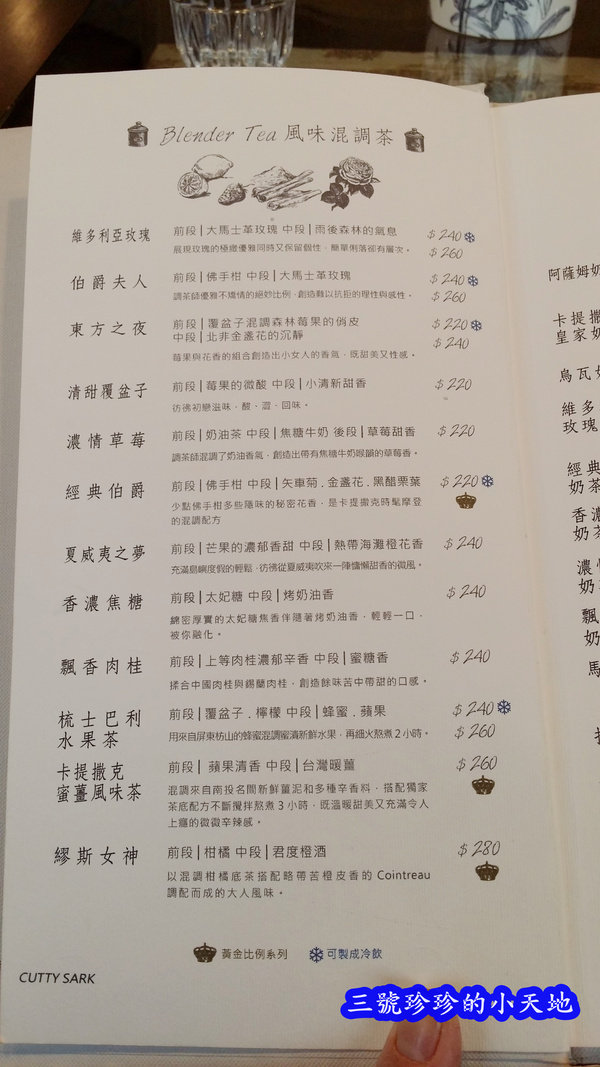 Blender Tea 風味混調茶
維多利亞玫瑰 前段|大馬士革玫瑰 中段|雨後森林的氣息 $240
展現玫瑰的極緻優雅同時又保留個性，簡單俐落卻有層次。 $260
伯爵夫人 前段|佛手柑 中段|大馬士革玫瑰 $240
調茶師優雅不矯情的絕妙比例，創造難以抗拒的理性與感性。 $260
東方之夜 前段|覆盆子混調森林莓果的俏皮 $220
中段|北非金盞花的沉靜 $240
莓果與花香的組合創造出小女人的香氣，既甜美又性感。
清甜覆盆子 前段|莓果的微酸 中段|小清新甜香 $220
彷彿初戀滋味，酸、澀、回味。
濃情草莓 前段|奶油茶 中段|焦糖牛奶 後段|草莓甜香 $220
調茶師混調了奶油香氣，創造出帶有焦糖牛奶喉韻的草莓香。
經典伯爵 前段|佛手柑 中段|矢車菊．金盞花．黑醋栗葉 $220
少點佛手柑多些隱味的秘密花香，是卡提撒克時髦摩登
的混調配方
夏威夷之夢 前段|芒果的濃郁香甜 中段|熱帶海灘橙花香 $240
充滿島嶼度假的輕鬆，彷彿從夏威夷吹來一陣慵懶甜香的微風。
香濃焦糖 前段|太妃糖 中段|烤奶油香 $240
綿密厚實的太妃糖焦香伴隨著烤奶油香，輕輕一口，
被你融化。
飄香肉桂 前段|上等肉桂濃郁辛香 中段|蜜糖香 $240
揉合中國肉桂與錫蘭肉桂，創造餘味苦中帶甜的口感。
梳士巴利 前段|覆盆子．檸檬 中段|蜂蜜．蘋果 $240
水果茶 用來自屏東枋山的蜂蜜混調蜜漬新鮮水果，再細火熬煮2小時。 $260
卡提撒克 前段| 蘋果清香 中段|台灣暖薑 $260
蜜薑風味茶 混調來自南投名間新鮮薑泥和多種辛香料，搭配獨家
茶底配方不斷攪拌熬煮3小時，既溫暖甜美又充滿令人
上癮的微微辛辣感。
繆斯女神 前段|柑橘 中段|君度橙酒 $280
以混調柑橘底茶搭配略帶苦橙皮香的 Cointreau
調配而成的大人風味。
黃金比例系列 可製成冷飲
CUTTY SARK
阿薩姆奶
卡提撒
皇家奶
烏瓦奶
維多
玫瑰
經典
奶茶
香濃
奶茶
濃情
奶
飄
奶
馬
三號珍珍的小天地